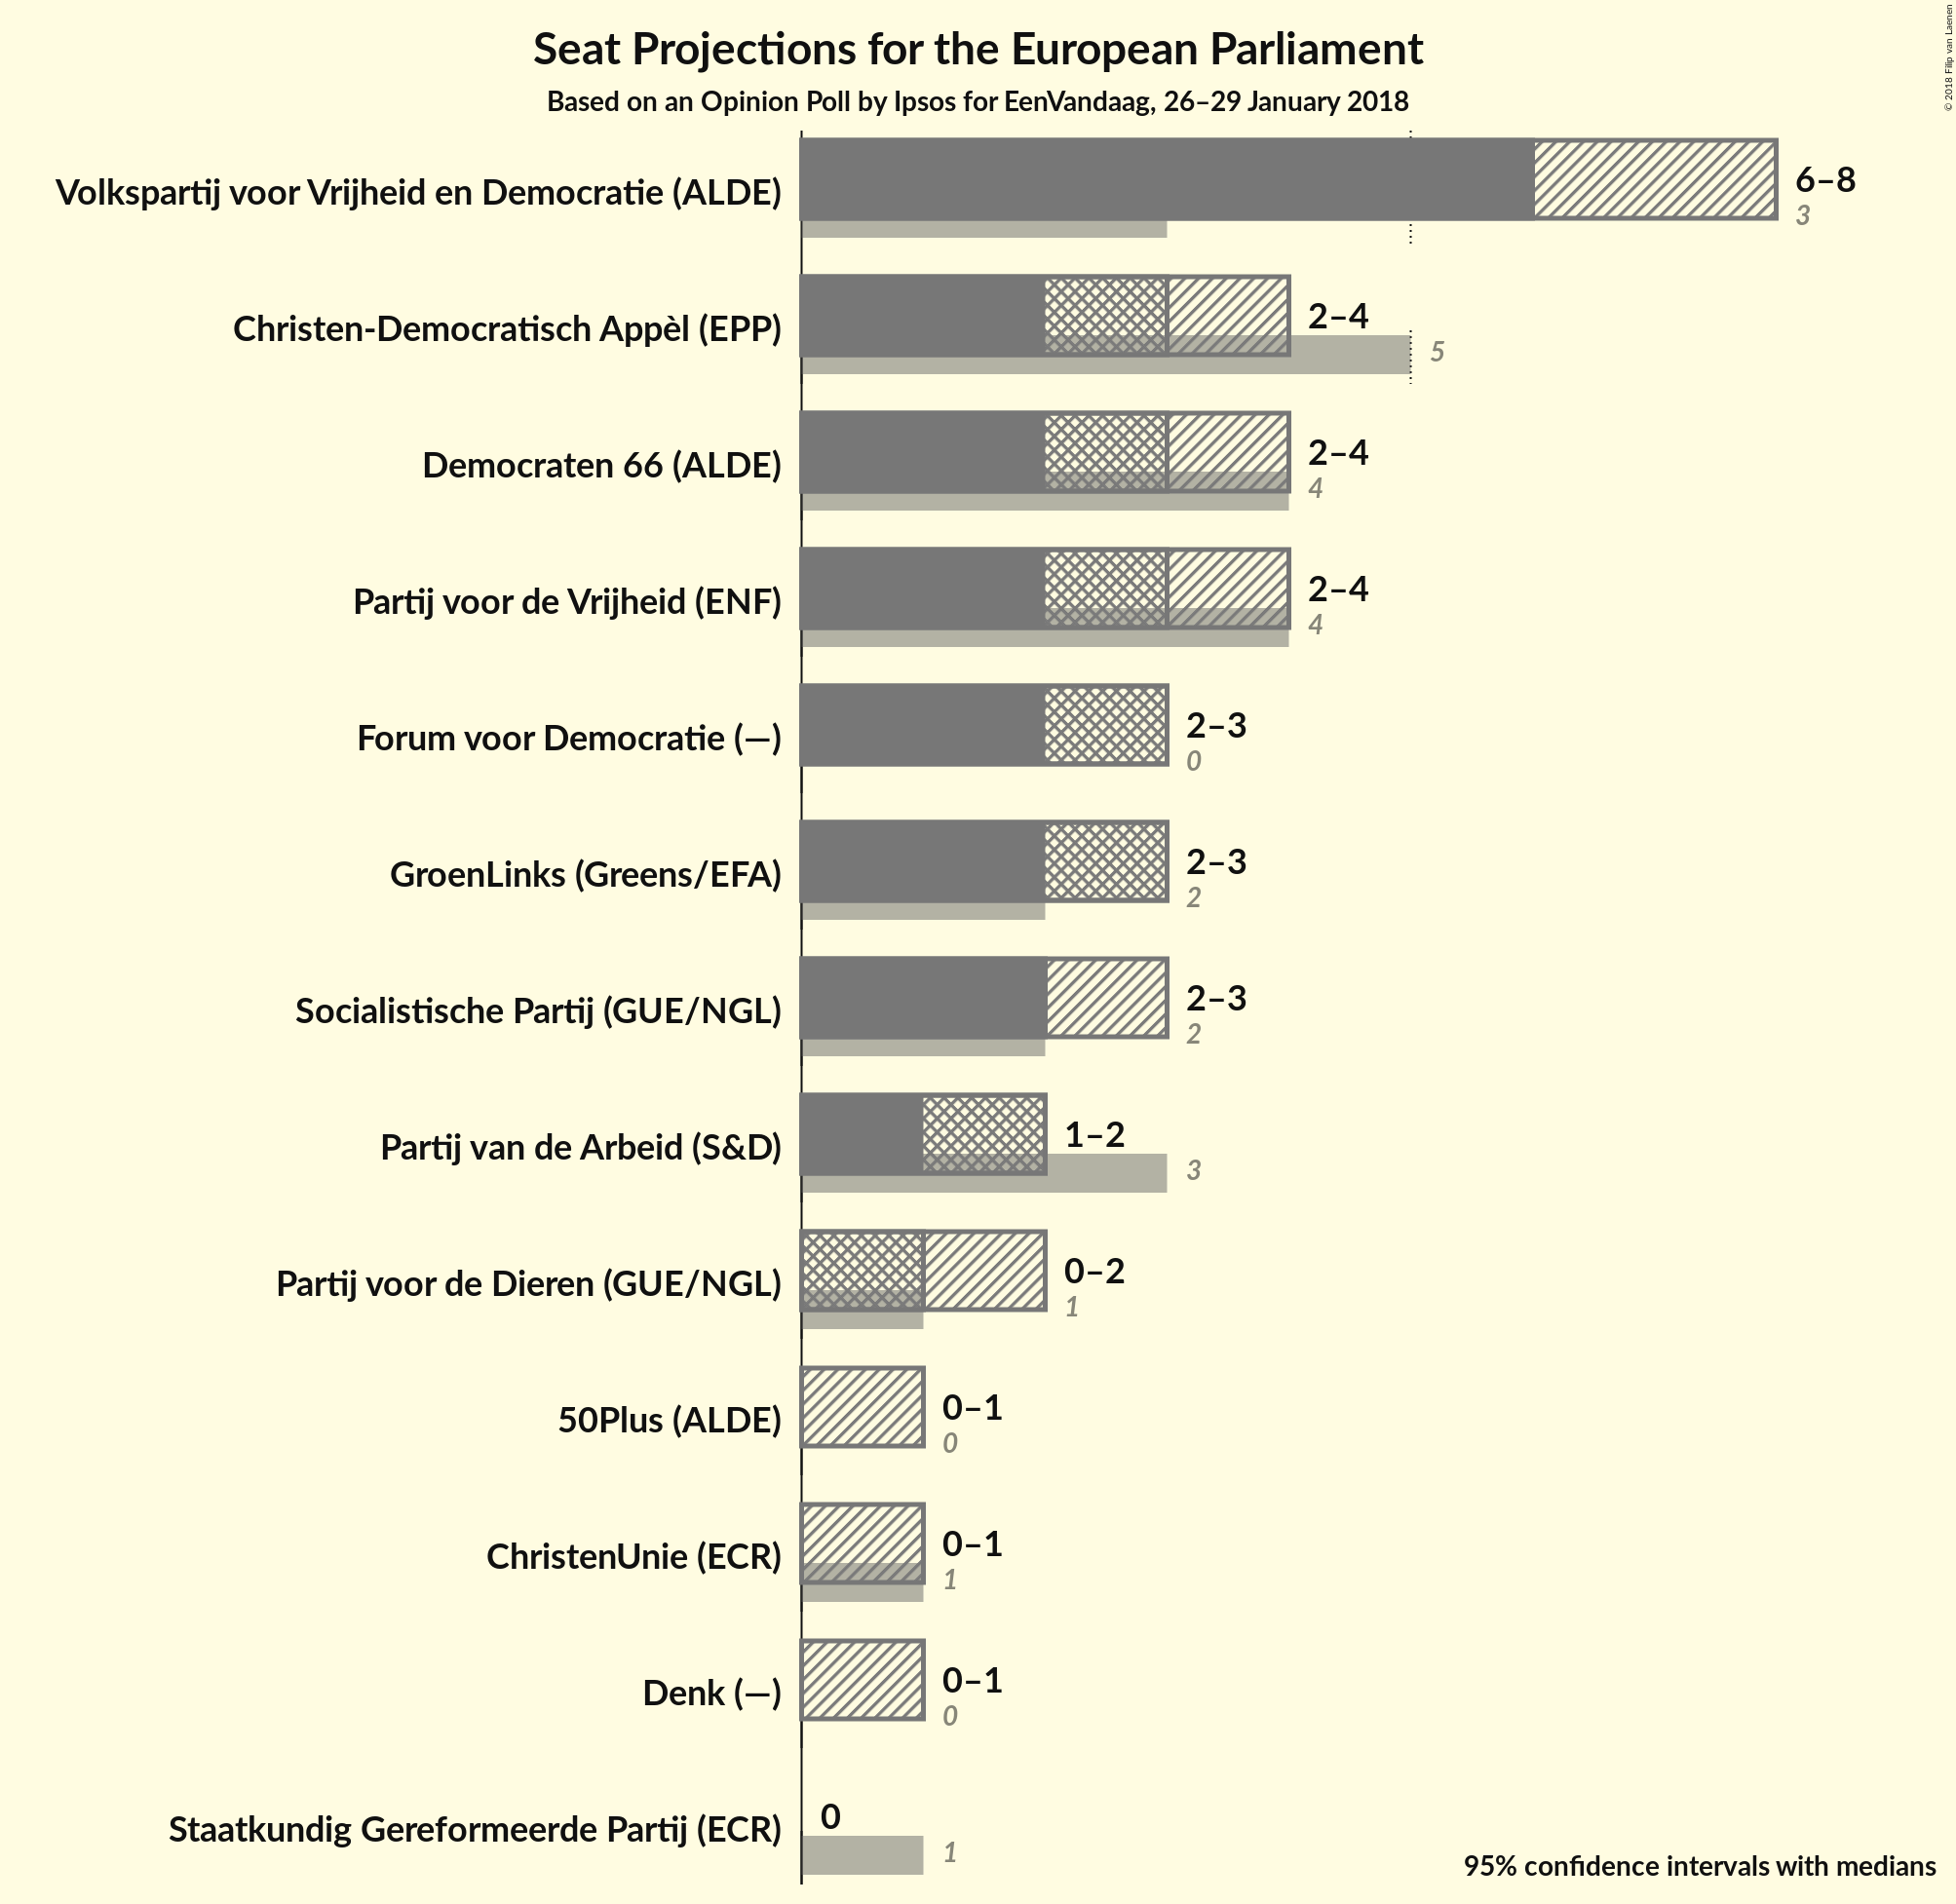 Seat Projections for the European Parliament
Based on an Opinion Poll by Ipsos for EenVandaag, 26–29 January 2018
© 2018 Filip van Laenen
Volkspartij voor Vrijheid en Democratie (ALDE)
6–8
3
Christen-Democratisch Appèl (EPP)
2–4
5
Democraten 66 (ALDE)
2–4
4
Partij voor de Vrijheid (ENF)
2–4
4
Forum voor Democratie (—)
2–3
0
GroenLinks (Greens/EFA)
2–3
2
Socialistische Partij (GUE/NGL)
2–3
2
Partij van de Arbeid (S&D)
1–2
3
Partij voor de Dieren (GUE/NGL)
0–2
1
50Plus (ALDE)
0–1
0
ChristenUnie (ECR)
0–1
1
Denk (—)
0–1
0
Staatkundig Gereformeerde Partij (ECR)
0
1
95% confidence intervals with medians